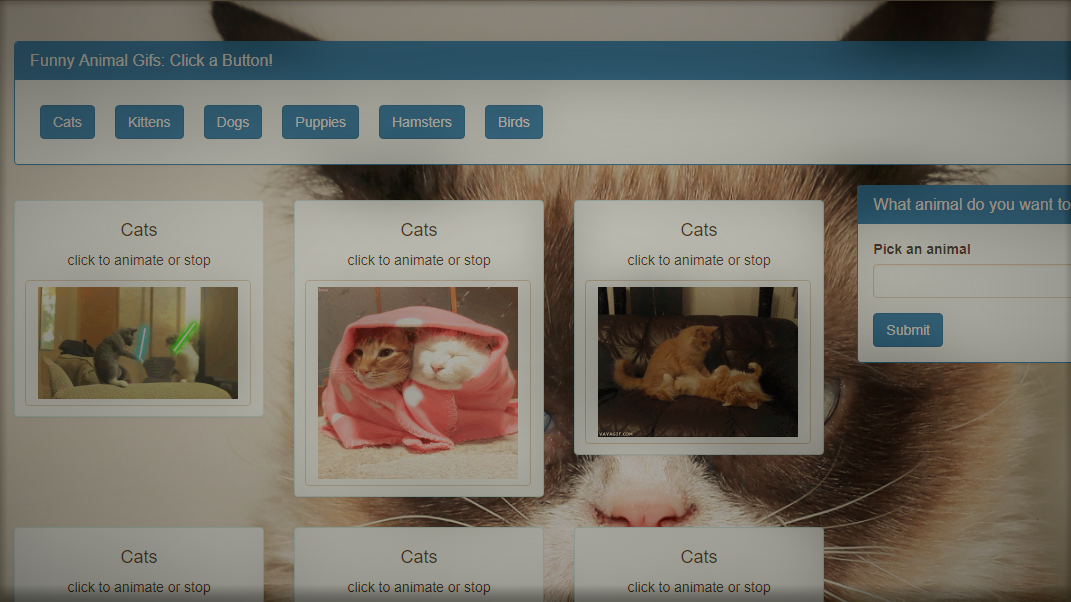 Funny Animal Gifs: Click a Button!
Cats Kittens Dogs Puppies Hamsters Birds
What animal do you want to
Pick an animal
Submit
Cats
click to animate or stop
Cats
click to animate or stop
Cats
click to animate or stop
VAVAGIF.COM
Cats
click to animate or stop
Cats
click to animate or stop
Cats
click to animate or stop